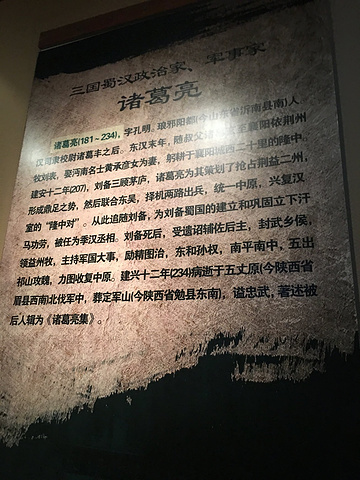 三国蜀汉政治家、军事家
诸葛亮
诸葛亮(181～234)，字孔明。琅邪阳都(今山东省沂南县南)人
汉司隶校尉诸葛丰之后。东汉末年，随叔父诸至襄阳依荆州
牧刘表，娶沔南名士黄承彦女为妻，躬耕于襄阳城西二十里的隆中。
建安十二年(207)，刘备三顾茅庐，诸葛亮为其策划了抢占荆益二州，
形成鼎足之势，然后联合东吴，择机两路出兵，统一中原，兴复汉
室的“隆中对”。从此追随刘备，为刘备蜀国的建立和巩固立下汗
马功劳，被任为季汉丞相。刘备死后，受遗诏辅佐后主，封武乡侯，
领益州牧，主持军国大事，励精图治，东和孙权，南平南中，五出
祁山攻魏，力图收复中原。建兴十二年(234)病逝于五丈原(今陕西省
眉县西南)北伐军中，葬定军山(今陕西省勉县东南)，谥忠武，著述被
后人辑为《诸葛亮集》。